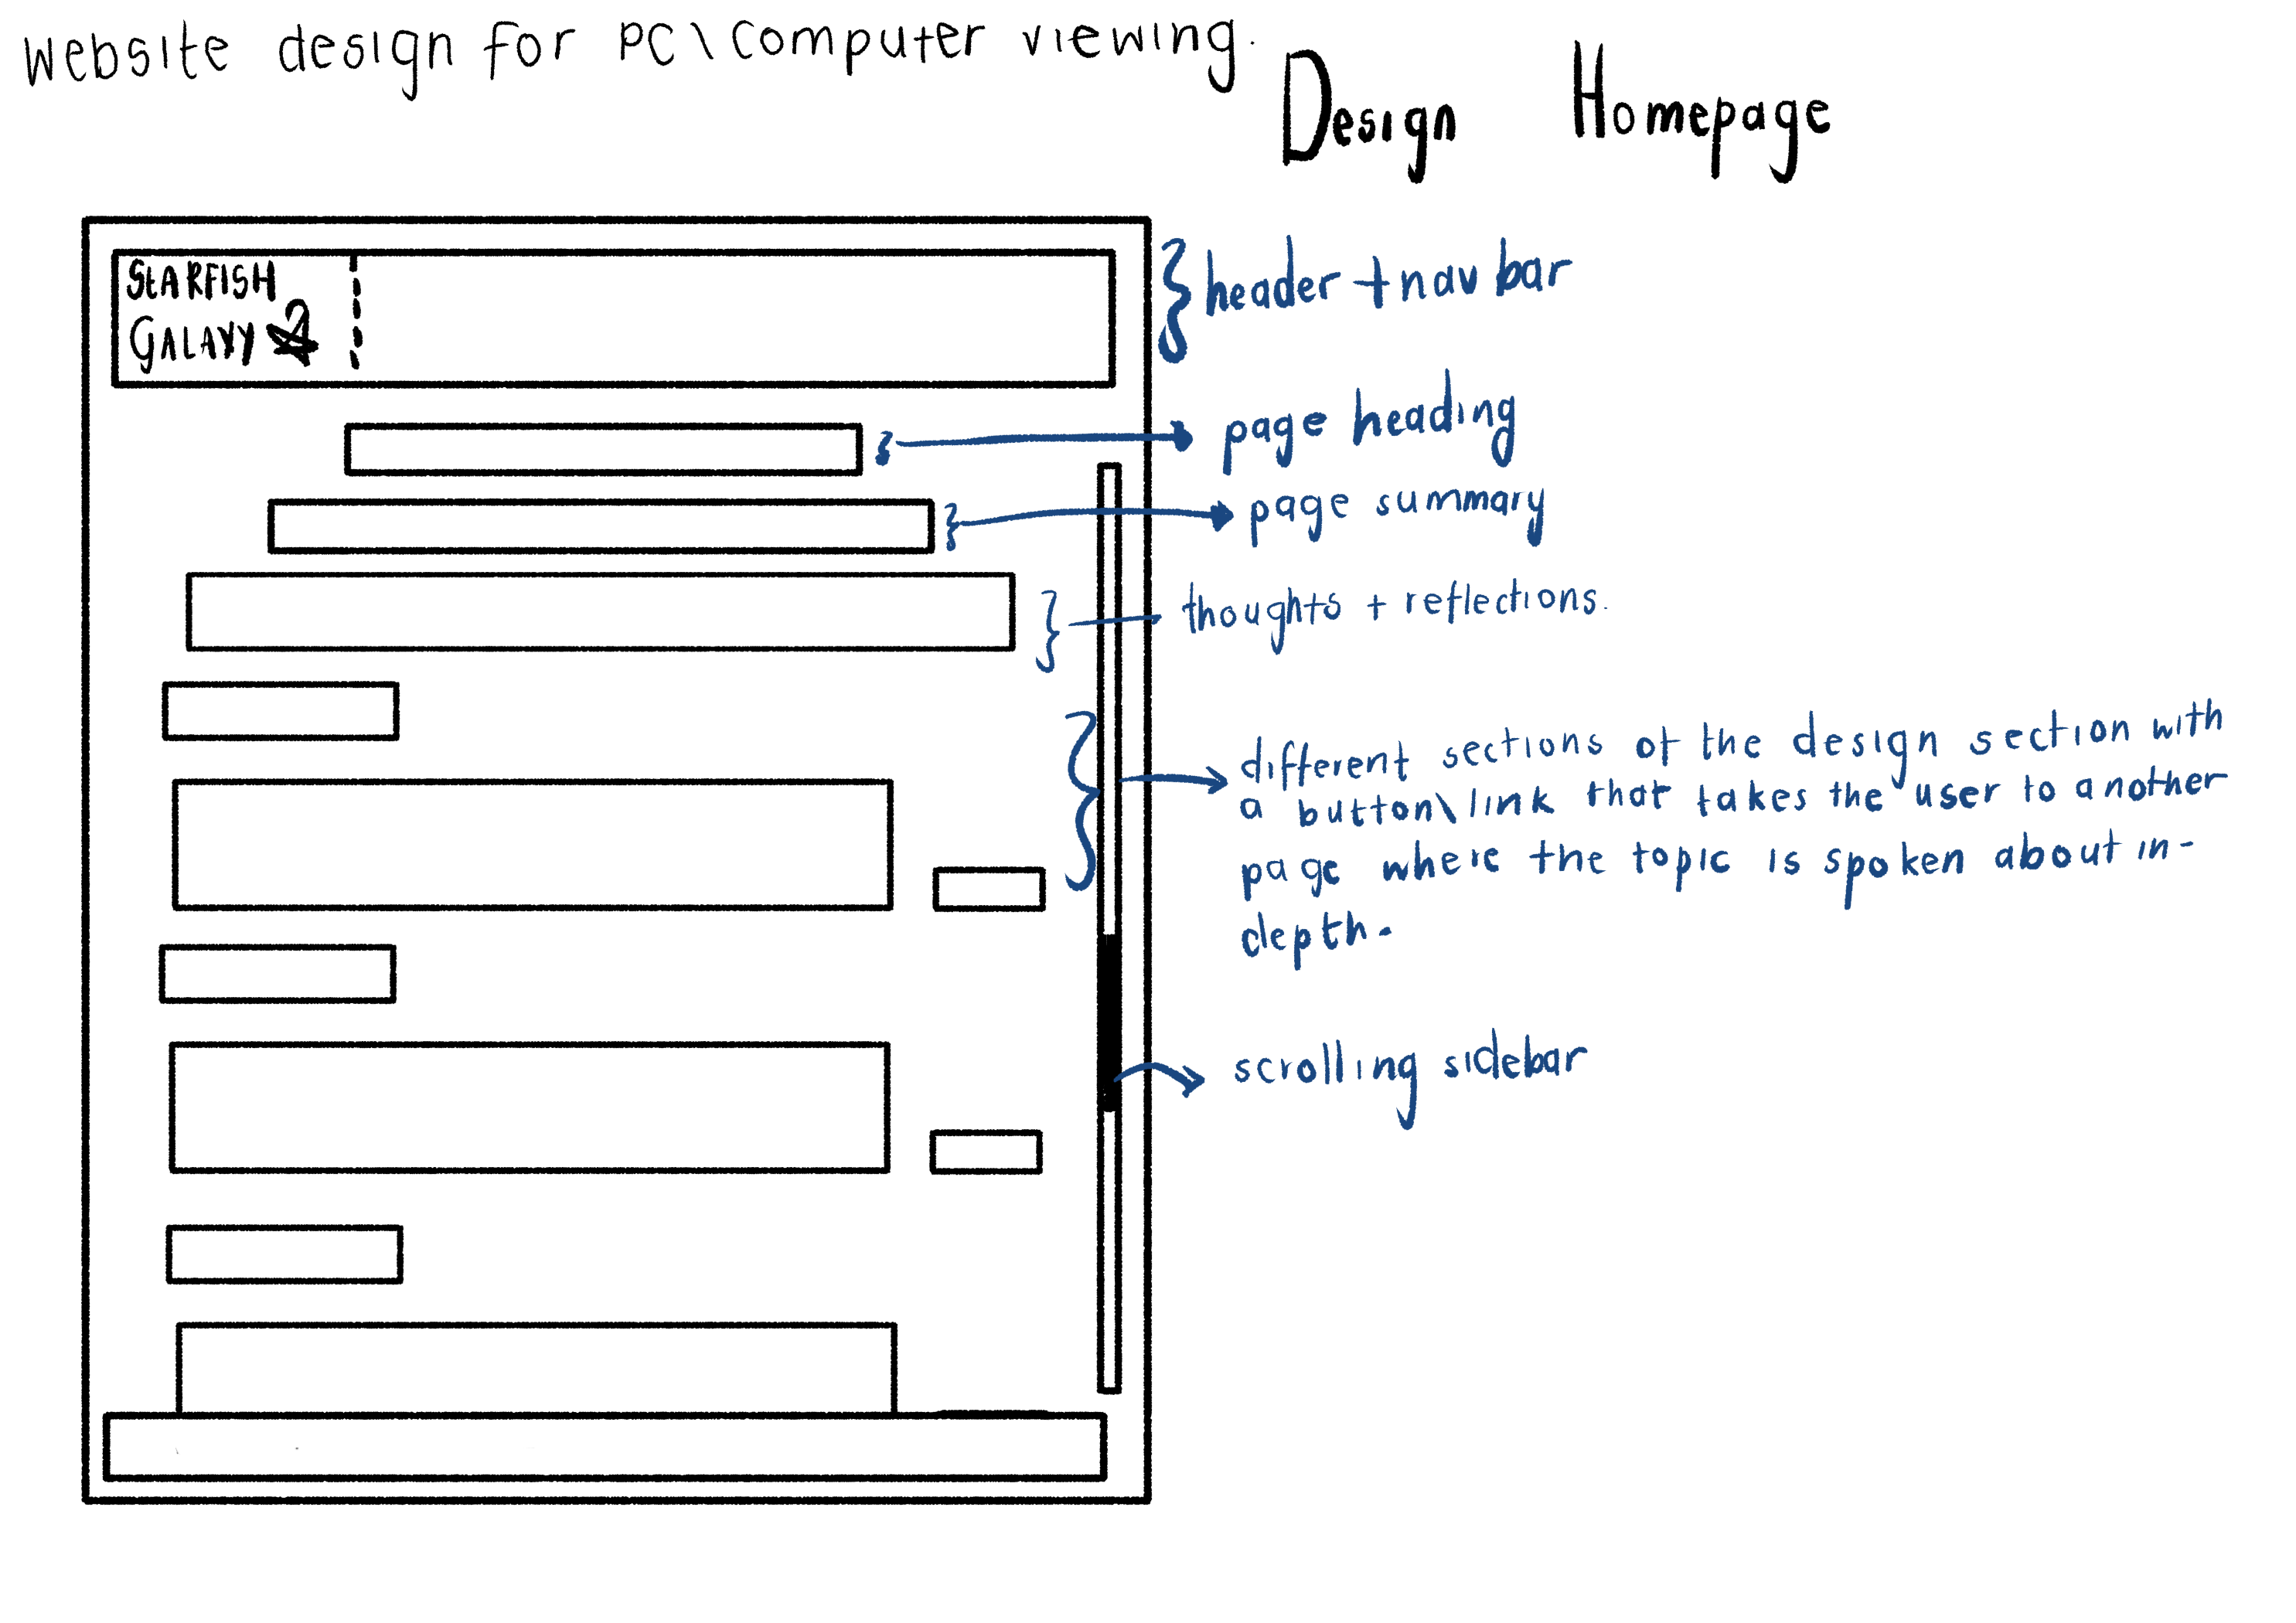 Website design for PC\Computer viewing.
Design Homepage
STARFISH
GALAXY
header + nav bar
page heading
page summary
thoughts + reflections.
different sections of the design section with
a button\link that takes the user to another
page where the topic is spoken about in-
depth.
scrolling sidebar